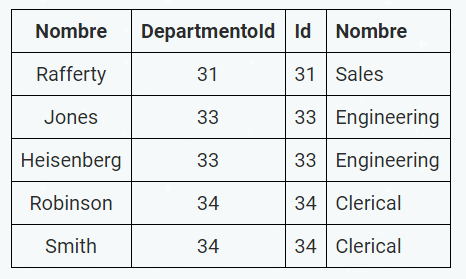 Nombre DepartmentoId Id Nombre
Rafferty 31 31 Sales
Jones 33 33 Engineering
Heisenberg 33 33 Engineering
Robinson 34 34 Clerical
Smith 34 34 Clerical